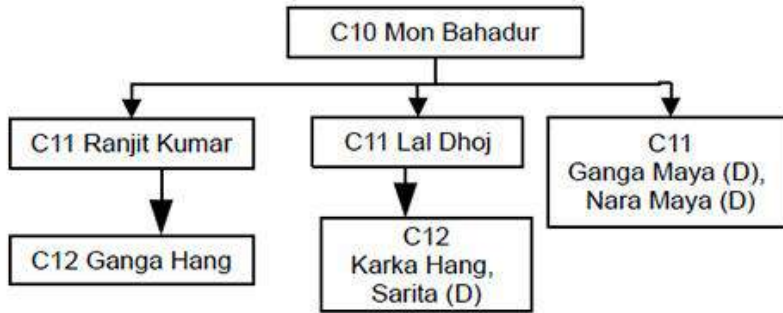 C10 Mon Bahadur
C11 Ranjit Kumar
C11 Lal Dhoj
C11
Ganga Maya (D),
Nara Maya (D)
C12 Ganga Hang
C12
Karka Hang,
Sarita (D)